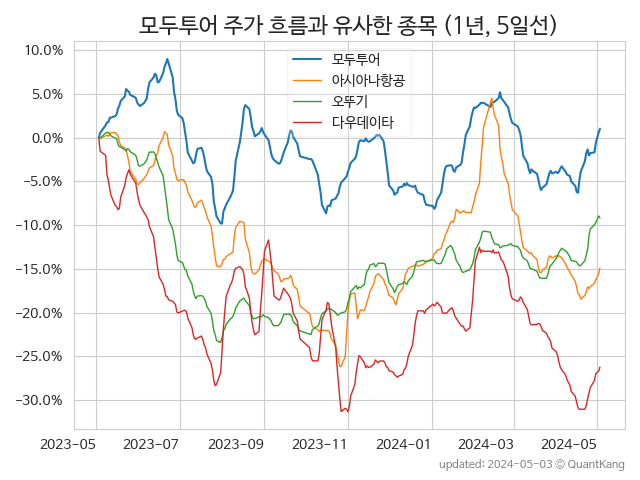 모두투어 주가 흐름과 유사한 종목 (1년, 5일선)
10.0%
5.0%
0.0%
−5.0%
−10.0%
−15.0%
−20.0%
−25.0%
−30.0%
모두투어
아시아나항공
오뚜기
다우데이타
2023-05 2023-07 2023-09 2023-11 2024-01 2024-03 2024-05
updated: 2024-05-03 © QuantKang